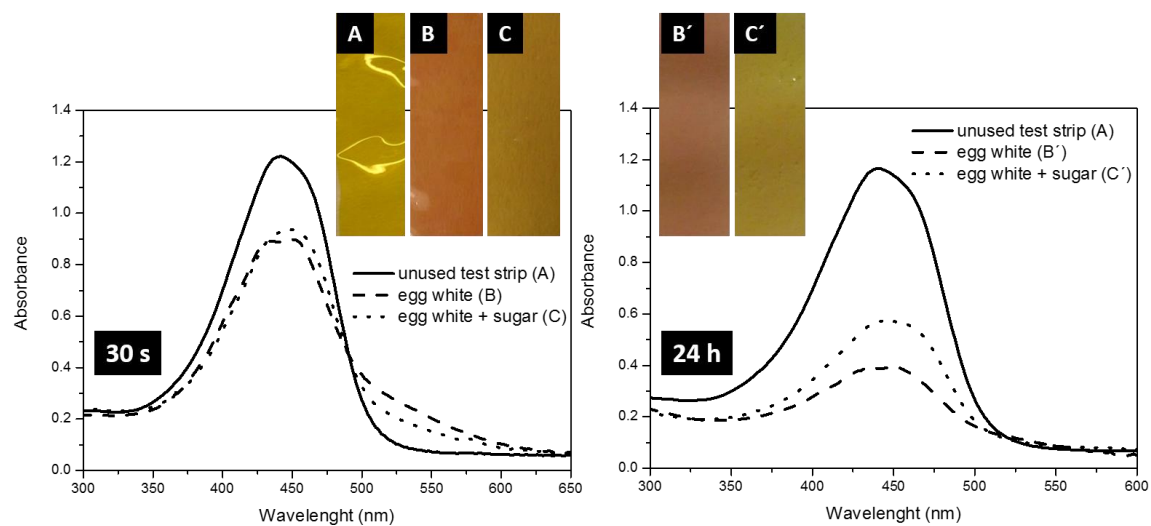 A
B
C
1.4
1.2
1.0
0.8
0.6
0.4
0.2
0.0
Absorbance
unused test strip (A)
egg white (B)
egg white + sugar (C)
30 s
300
350
400
450
500
550
600
650
Wavelenght (nm)
B´
C´
1.4
1.2
1.0
0.8
0.6
0.4
0.2
0.0
Absorbance
unused test strip (A)
egg white (B´)
egg white + sugar (C´)
24 h
300
350
400
450
500
550
600
Wavelenght (nm)